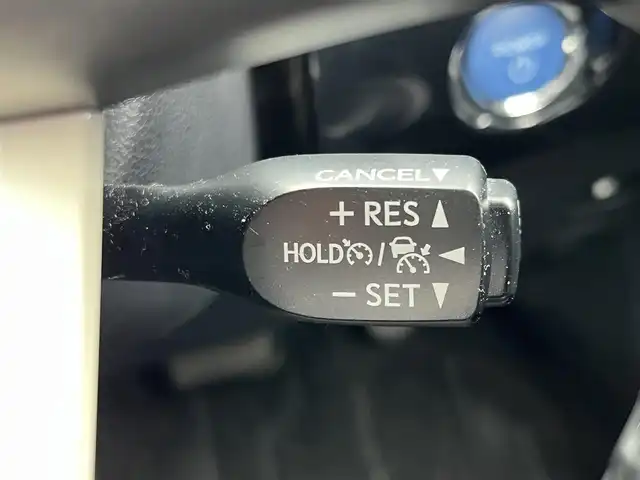 CANCEL▼
+ RES ▲
HOLD / ◀
− SET ▼